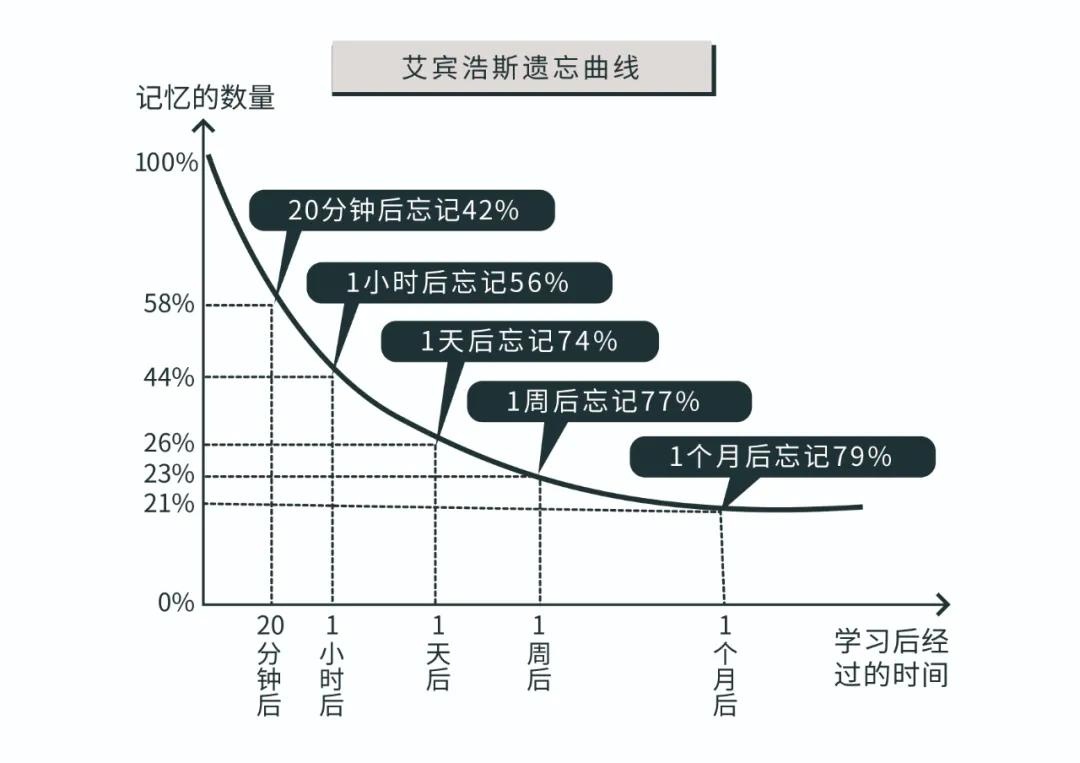 艾宾浩斯遗忘曲线
记忆的数量
100%
20分钟后忘记42%
1小时后忘记56%
58%
1天后忘记74%
44%
1周后忘记77%
26%
1个月后忘记79%
23%
21%
0%
20分钟后
1小时后
1天后
1周后
1个月后
学习后经
过的时间